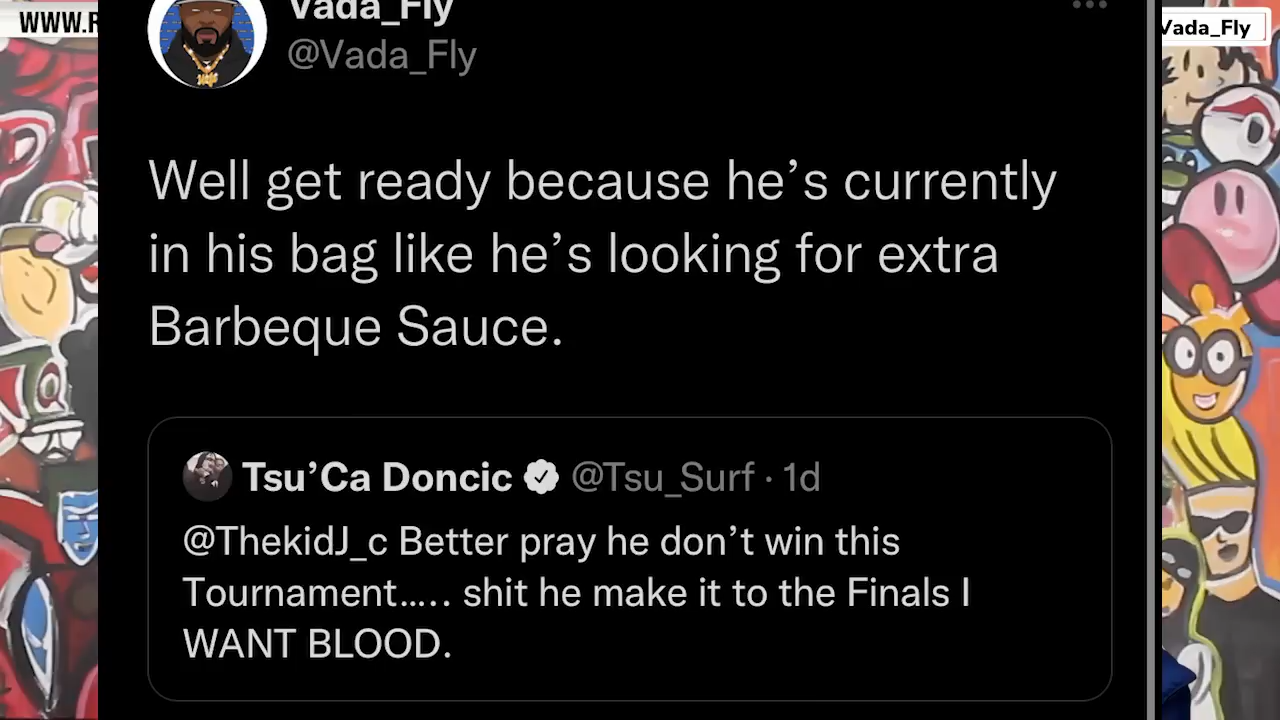 WWW.R
Vada_Fly
Vada_Fly
@Vada_Fly
Well get ready because he’s currently
in his bag like he’s looking for extra
Barbeque Sauce.
Tsu’Ca Doncic @Tsu_Surf · 1d
@ThekidJ_c Better pray he don’t win this
Tournament..... shit he make it to the Finals I
WANT BLOOD.